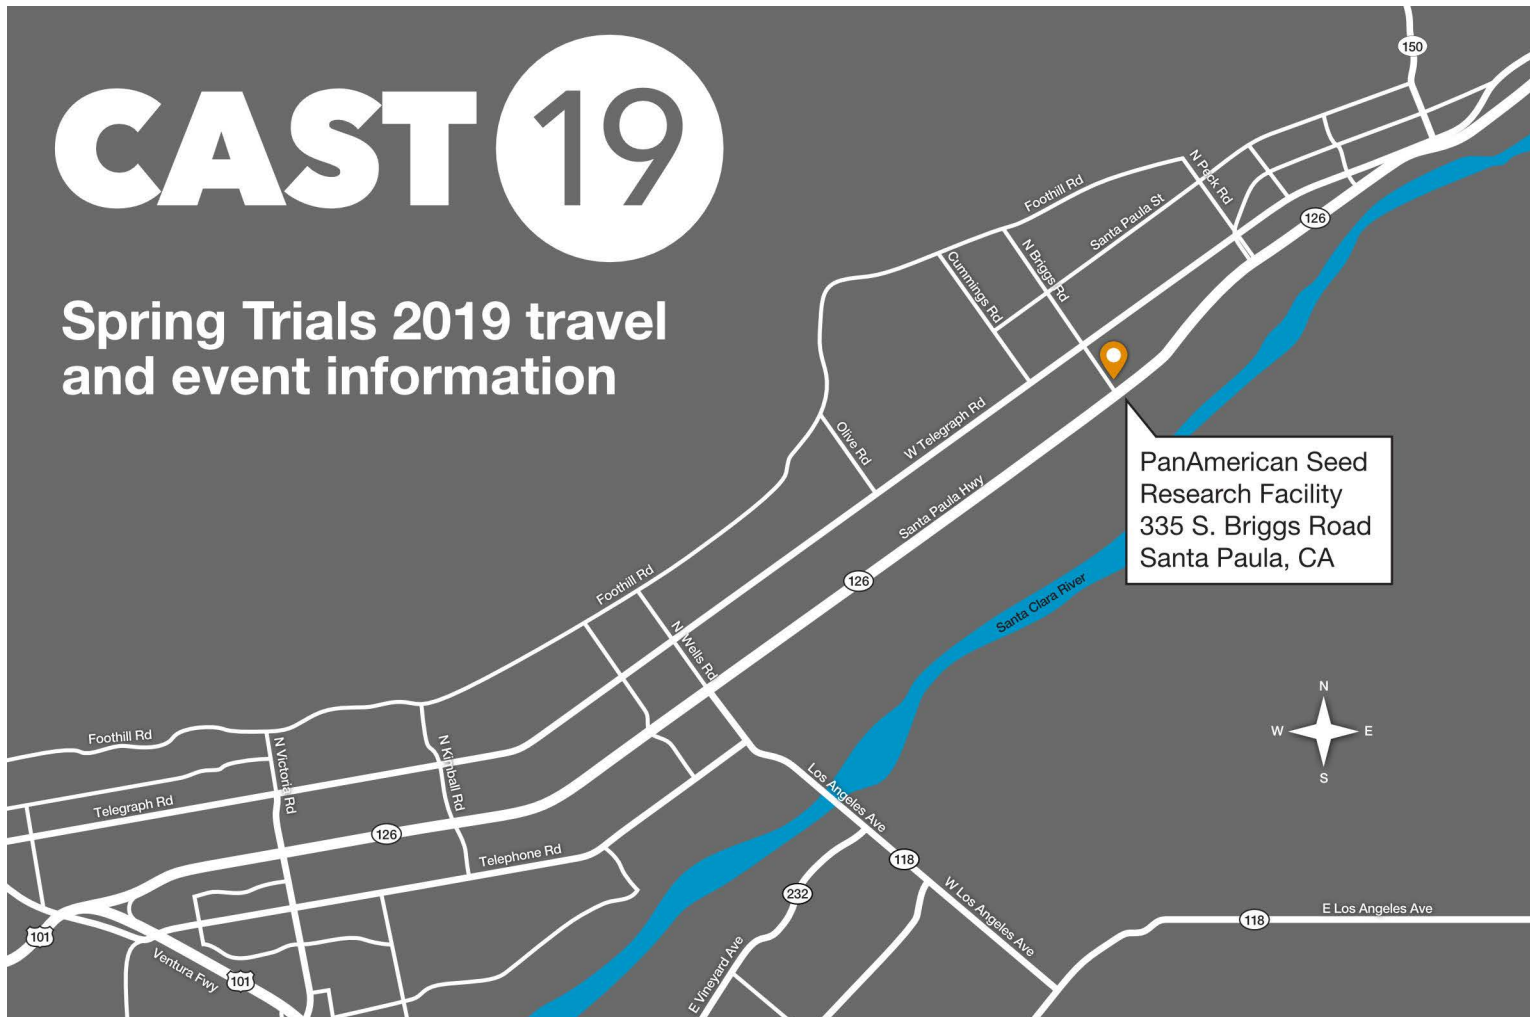 CAST 19
Spring Trials 2019 travel
and event information
150
N Peck Rd
Foothill Rd
Santa Paula St
126
N Briggs Rd
Cummings Rd
Olive Rd
W Telegraph Rd
Santa Paula Hwy
PanAmerican Seed
Research Facility
335 S. Briggs Road
Santa Paula, CA
126
Foothill Rd
Santa Clara River
N Wells Rd
N
W
E
S
Foothill Rd
N Victoria Rd
N Kimball Rd
Telegraph Rd
126
Telephone Rd
Los Angeles Ave
118
232
W Los Angeles Ave
E Los Angeles Ave
118
101
Ventura Fwy
101
E Vineyard Ave